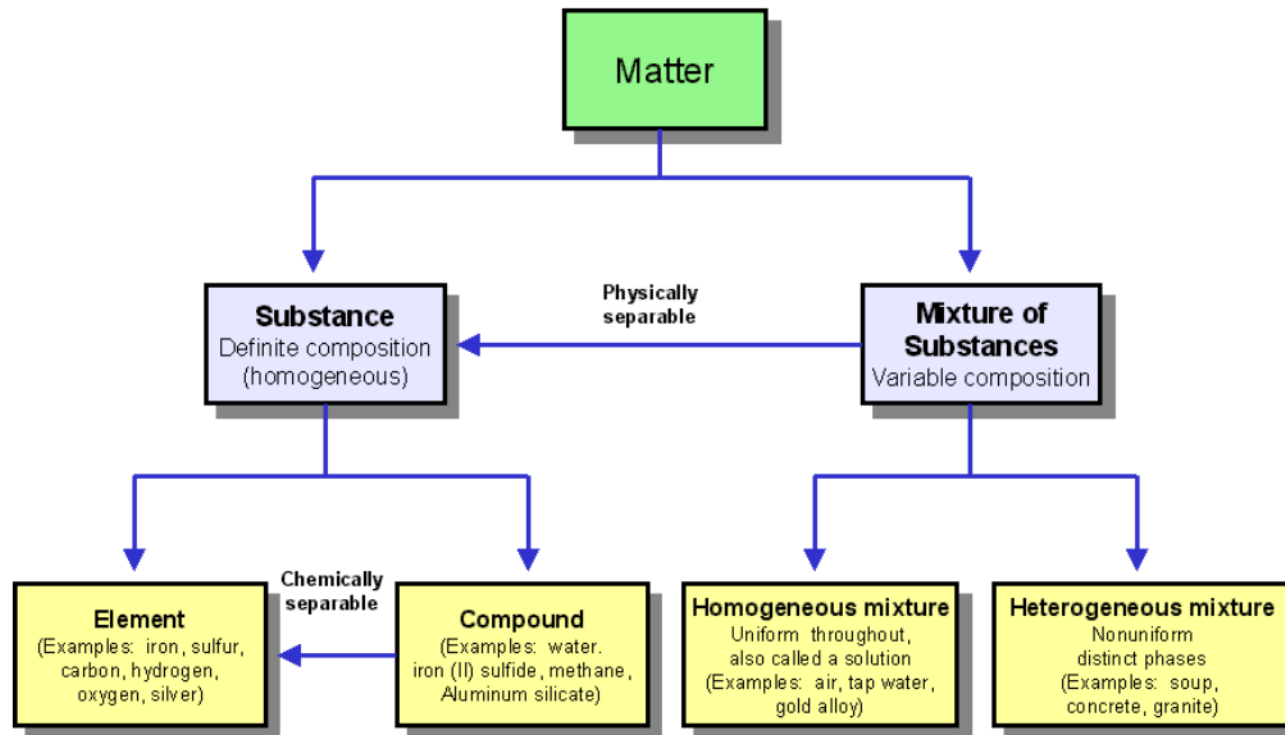 Matter
Substance
Definite composition
(homogeneous)
Physically
separable
Mixture of
Substances
Variable composition
Element
(Examples: iron, sulfur,
carbon, hydrogen,
oxygen, silver)
Chemically
separable
Compound
(Examples: water.
iron (II) sulfide, methane,
Aluminum silicate)
Homogeneous mixture
Uniform throughout,
also called a solution
(Examples: air, tap water,
gold alloy)
Heterogeneous mixture
Nonuniform
distinct phases
(Examples: soup,
concrete, granite)